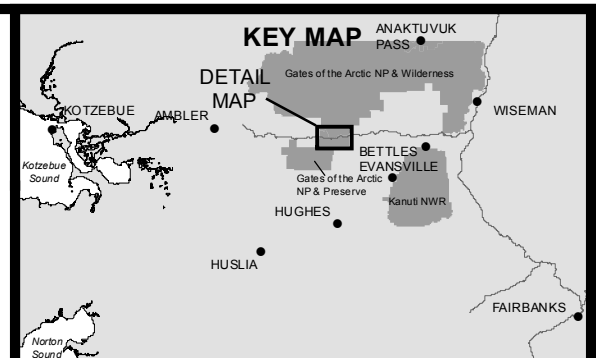 KEY MAP
ANAKTUVUK
PASS
Gates of the Arctic NP & Wilderness
DETAIL
MAP
WISEMAN
KOTZEBUE
AMBLER
Kotzebue
Sound
BETTLES
EVANSVILLE
Gates of the Arctic
NP & Preserve
Kanuti NWR
HUGHES
HUSLIA
FAIRBANKS
Norton
Sound